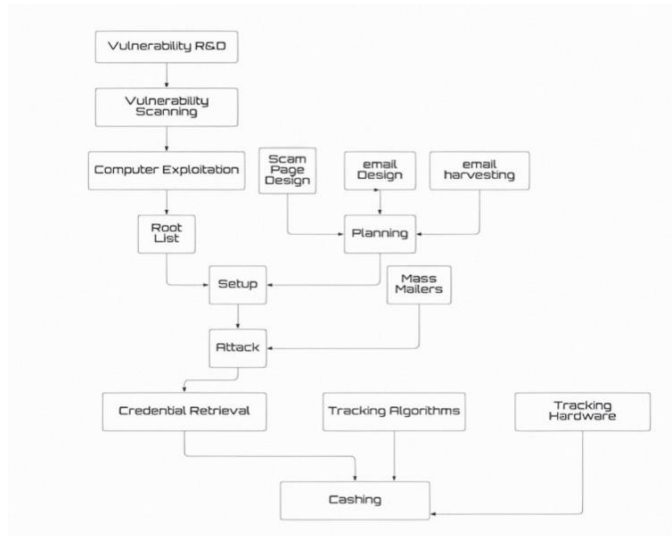 Vulnerability R&D
Vulnerability
Scanning
Computer Exploitation
Scam
Page
Design
email
Design
email
harvesting
Root
List
Planning
Setup
Mass
Mailers
Attack
Credential Retrieval
Tracking Algorithms
Tracking
Hardware
Cashing